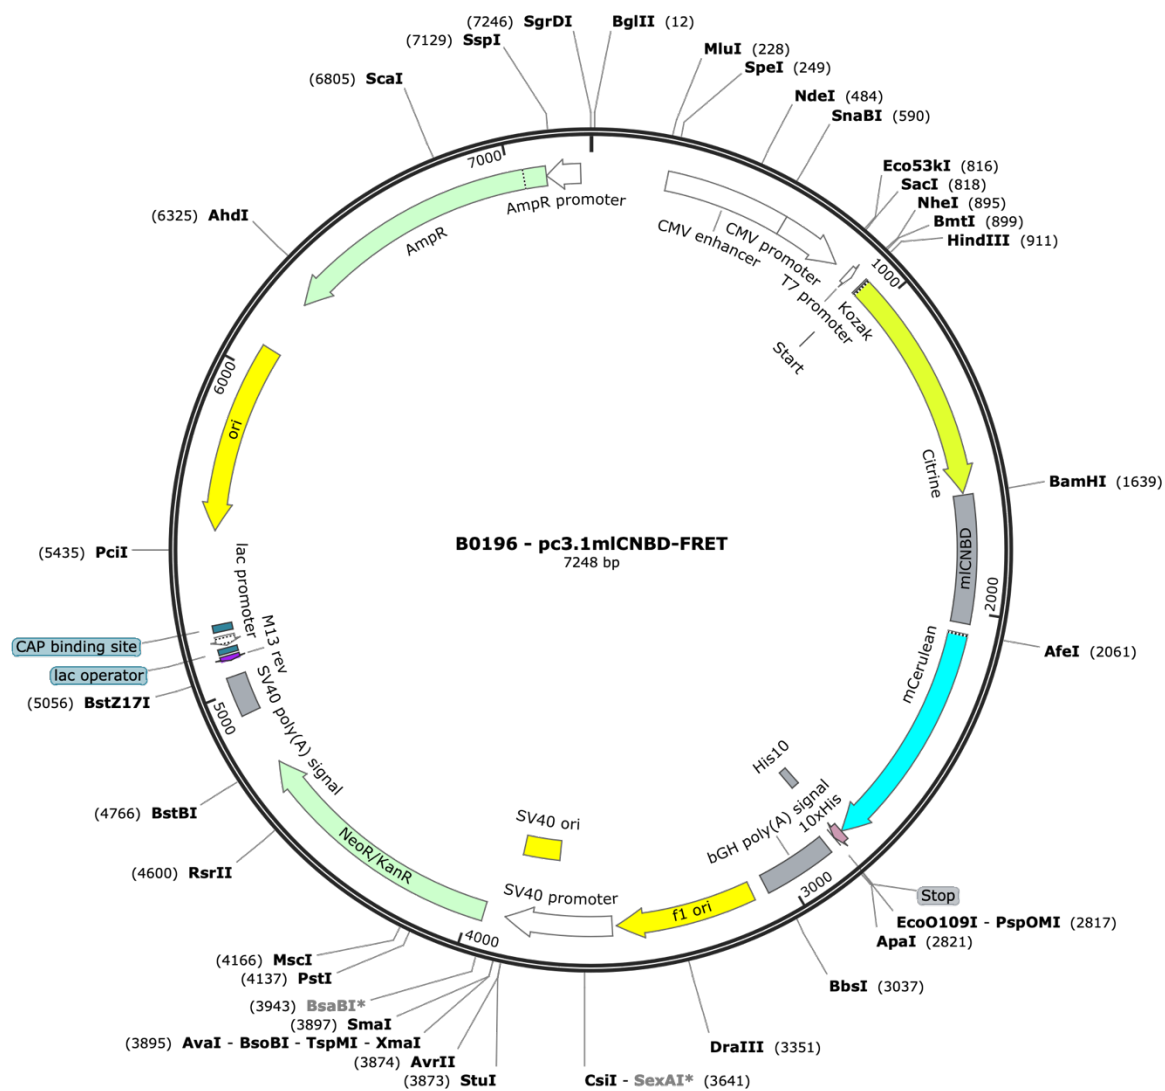 (7246) SgrDI
BglII (12)
(7129) SspI
MluI (228)
SpeI (249)
(6805) ScaI
NdeI (484)
SnaBI (590)
7000
Eco53kI (816)
SacI (818)
NheI (895)
BmtI (899)
HindIII (911)
(6325) AhdI
AmpR promoter
AmpR
CMV enhancer
CMV promoter
T7 promoter
Kozak
Start
1000
6000
ori
Citrine
BamHI (1639)
B0196 - pc3.1mlCNBD-FRET
7248 bp
(5435) PciI
mlCNBD
2000
lac promoter
M13 rev
CAP binding site
lac operator
AfeI (2061)
mCerulean
(5056) BstZ17I
SV40 poly(A) signal
5000
His10
(4766) BstBI
bGH poly(A) signal
10xHis
SV40 ori
NeoR/KanR
(4600) RsrII
SV40 promoter
f1 ori
3000
Stop
EcoO109I - PspOMI (2817)
ApaI (2821)
4000
(4166) MscI
(4137) PstI
BbsI (3037)
(3943) BsaBI*
(3897) SmaI
(3895) AvaI - BsoBI - TspMI - XmaI
DraIII (3351)
(3874) AvrII
(3873) StuI
CsiI - SexAI* (3641)